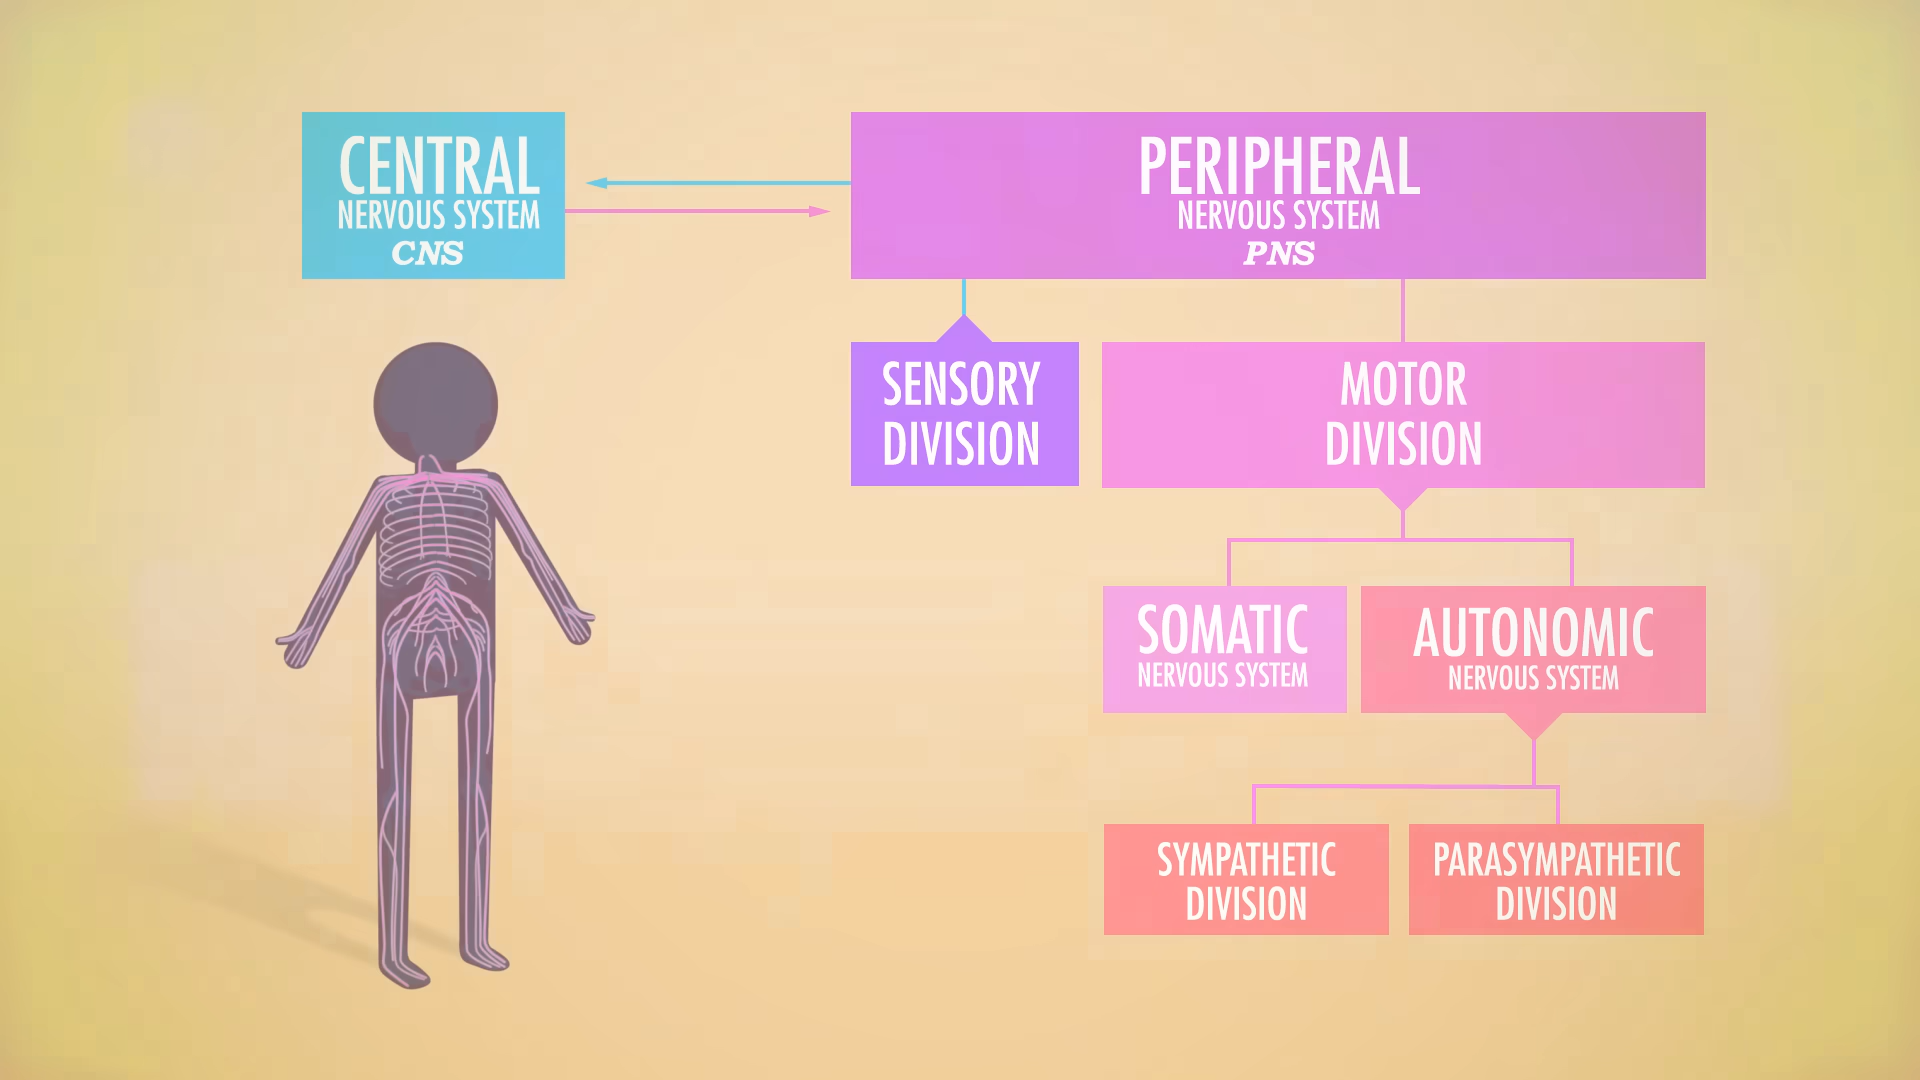 CENTRAL
NERVOUS SYSTEM
CNS
PERIPHERAL
NERVOUS SYSTEM
PNS
SENSORY
DIVISION
MOTOR
DIVISION
SOMATIC
NERVOUS SYSTEM
AUTONOMIC
NERVOUS SYSTEM
SYMPATHETIC
DIVISION
PARASYMPATHETIC
DIVISION